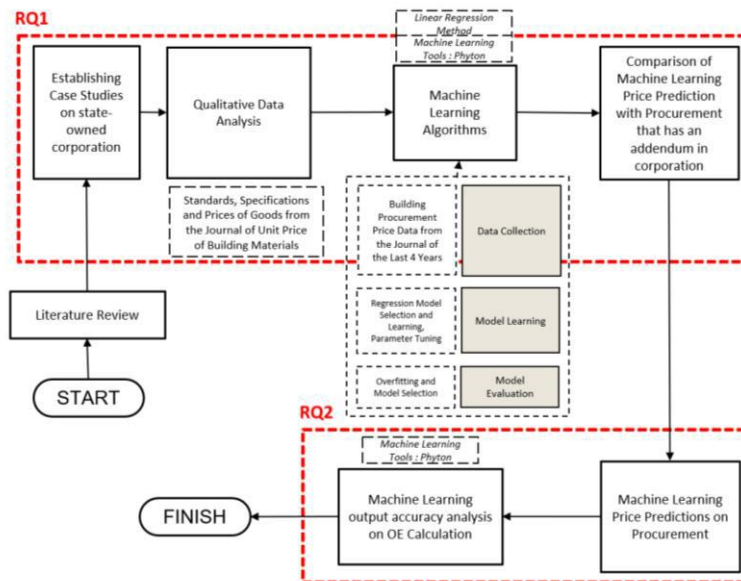 RQ1
Linear Regression
Method
Machine Learning
Tools : Phyton
Establishing
Case Studies
on state-
owned
corporation
Qualitative Data
Analysis
Machine
Learning
Algorithms
Comparison of
Machine Learning
Price Prediction
with Procurement
that has an
addendum in
corporation
Standards, Specifications
and Prices of Goods from
the Journal of Unit Price
of Building Materials
Building
Procurement
Price Data from
the Journal of
the Last 4 Years
Data Collection
Regression Model
Selection and
Learning,
Parameter Tuning
Model Learning
Overfitting and
Model Selection
Model
Evaluation
Literature Review
START
RQ2
Machine Learning
Tools : Phyton
Machine Learning
output accuracy analysis
on OE Calculation
Machine Learning
Price Predictions on
Procurement
FINISH